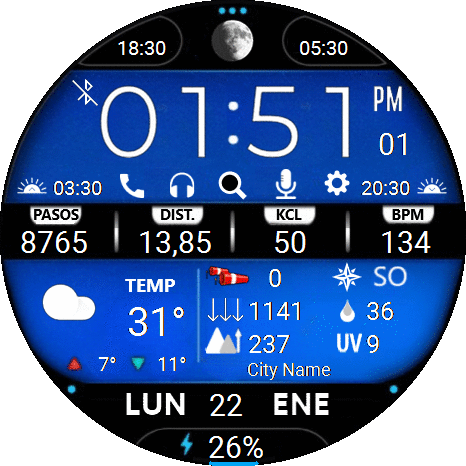 18:30 05:30
01:51 PM
01
03:30 20:30
PASOS DIST. KCL BPM
8765 13,85 50 134
TEMP 0 SO
31° 1141 36
237 UV 9
7° 11° City Name
LUN 22 ENE
26%